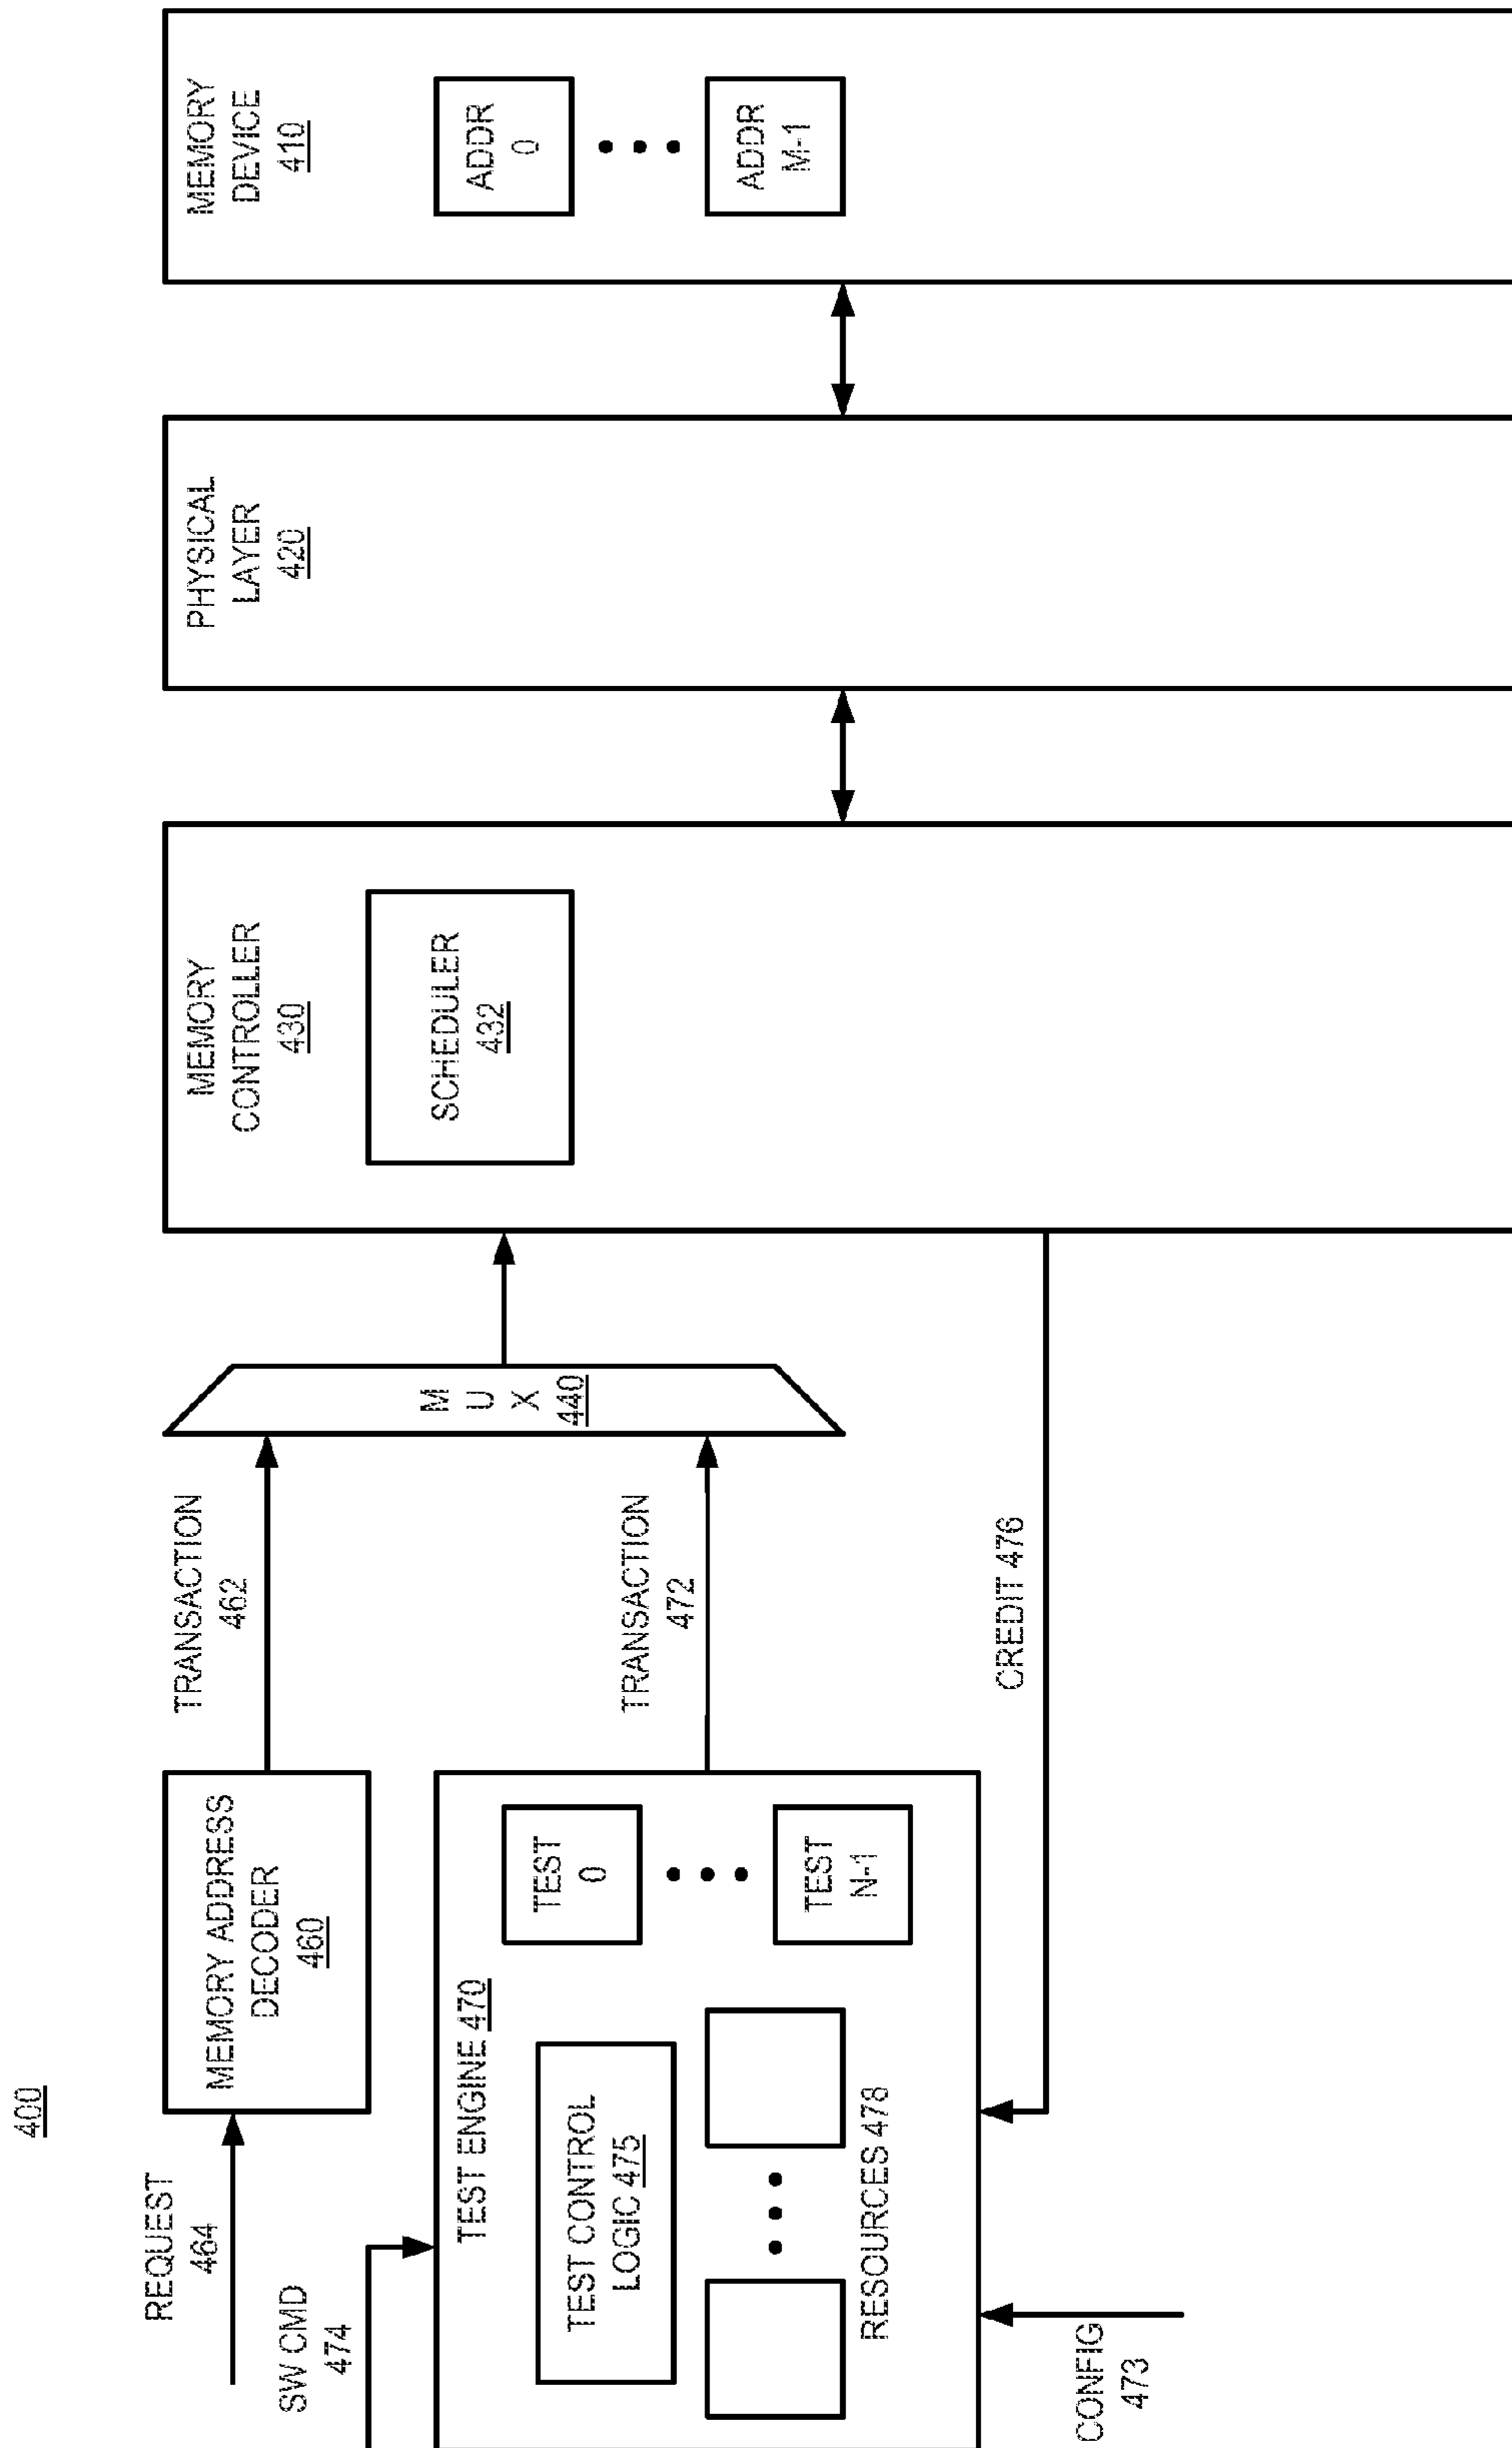 400
REQUEST
464
MEMORY ADDRESS
DECODER
460
TRANSACTION
462
SW CMD
474
TEST ENGINE 470
TEST CONTROL
LOGIC 475
RESOURCES 478
TEST
0
TEST
N-1
TRANSACTION
472
CONFIG
473
CREDIT 476
M
U
X
440
MEMORY
CONTROLLER
430
SCHEDULER
432
PHYSICAL
LAYER
420
MEMORY
DEVICE
410
ADDR
0
ADDR
M-1